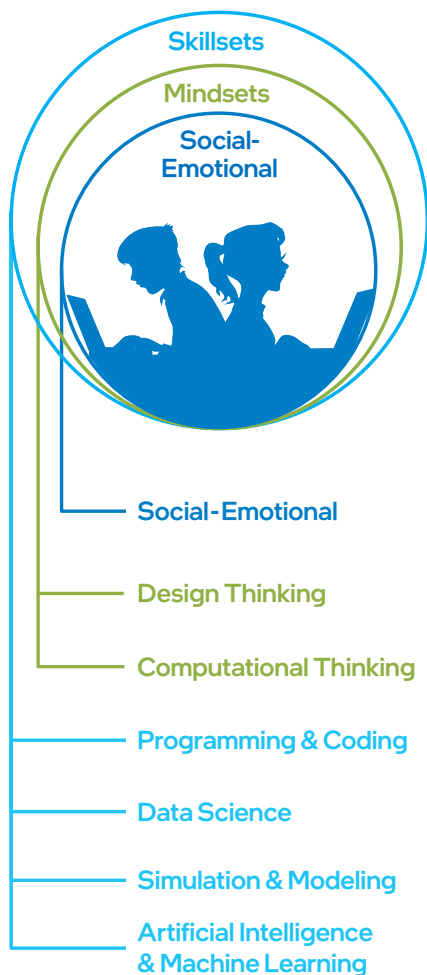 Skillsets
Mindsets
Social-
Emotional
Social-Emotional
Design Thinking
Computational Thinking
Programming & Coding
Data Science
Simulation & Modeling
Artificial Intelligence
& Machine Learning